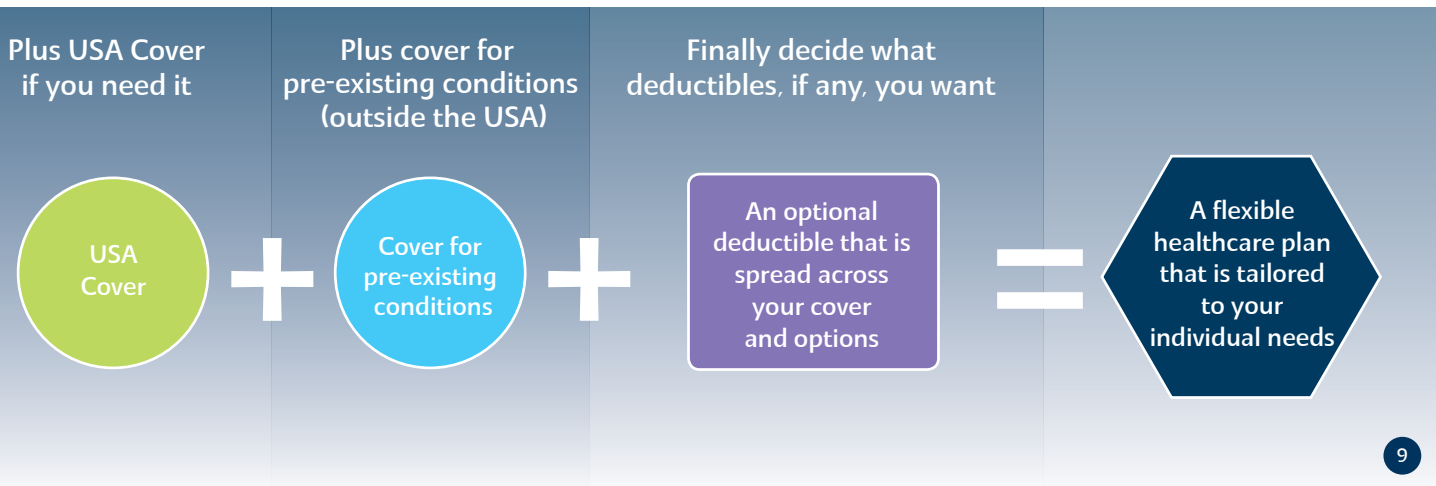 Plus USA Cover
if you need it
Plus cover for
pre-existing conditions
(outside the USA)
Finally decide what
deductibles, if any, you want
USA
Cover
+
Cover for
pre-existing
conditions
+
An optional
deductible that is
spread across
your cover
and options
=
A flexible
healthcare plan
that is tailored
to your
individual needs
9